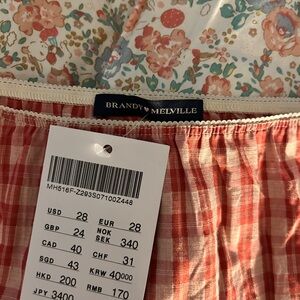 BRANDY♥MELVILLE
MH516F-Z293S07100Z448
USD 28 EUR 28
GBP 24 NOK SEK 340
CAD 40 CHF 31
SGD 43 KRW 40000
HKD 200 RMB 170
JPY 3400